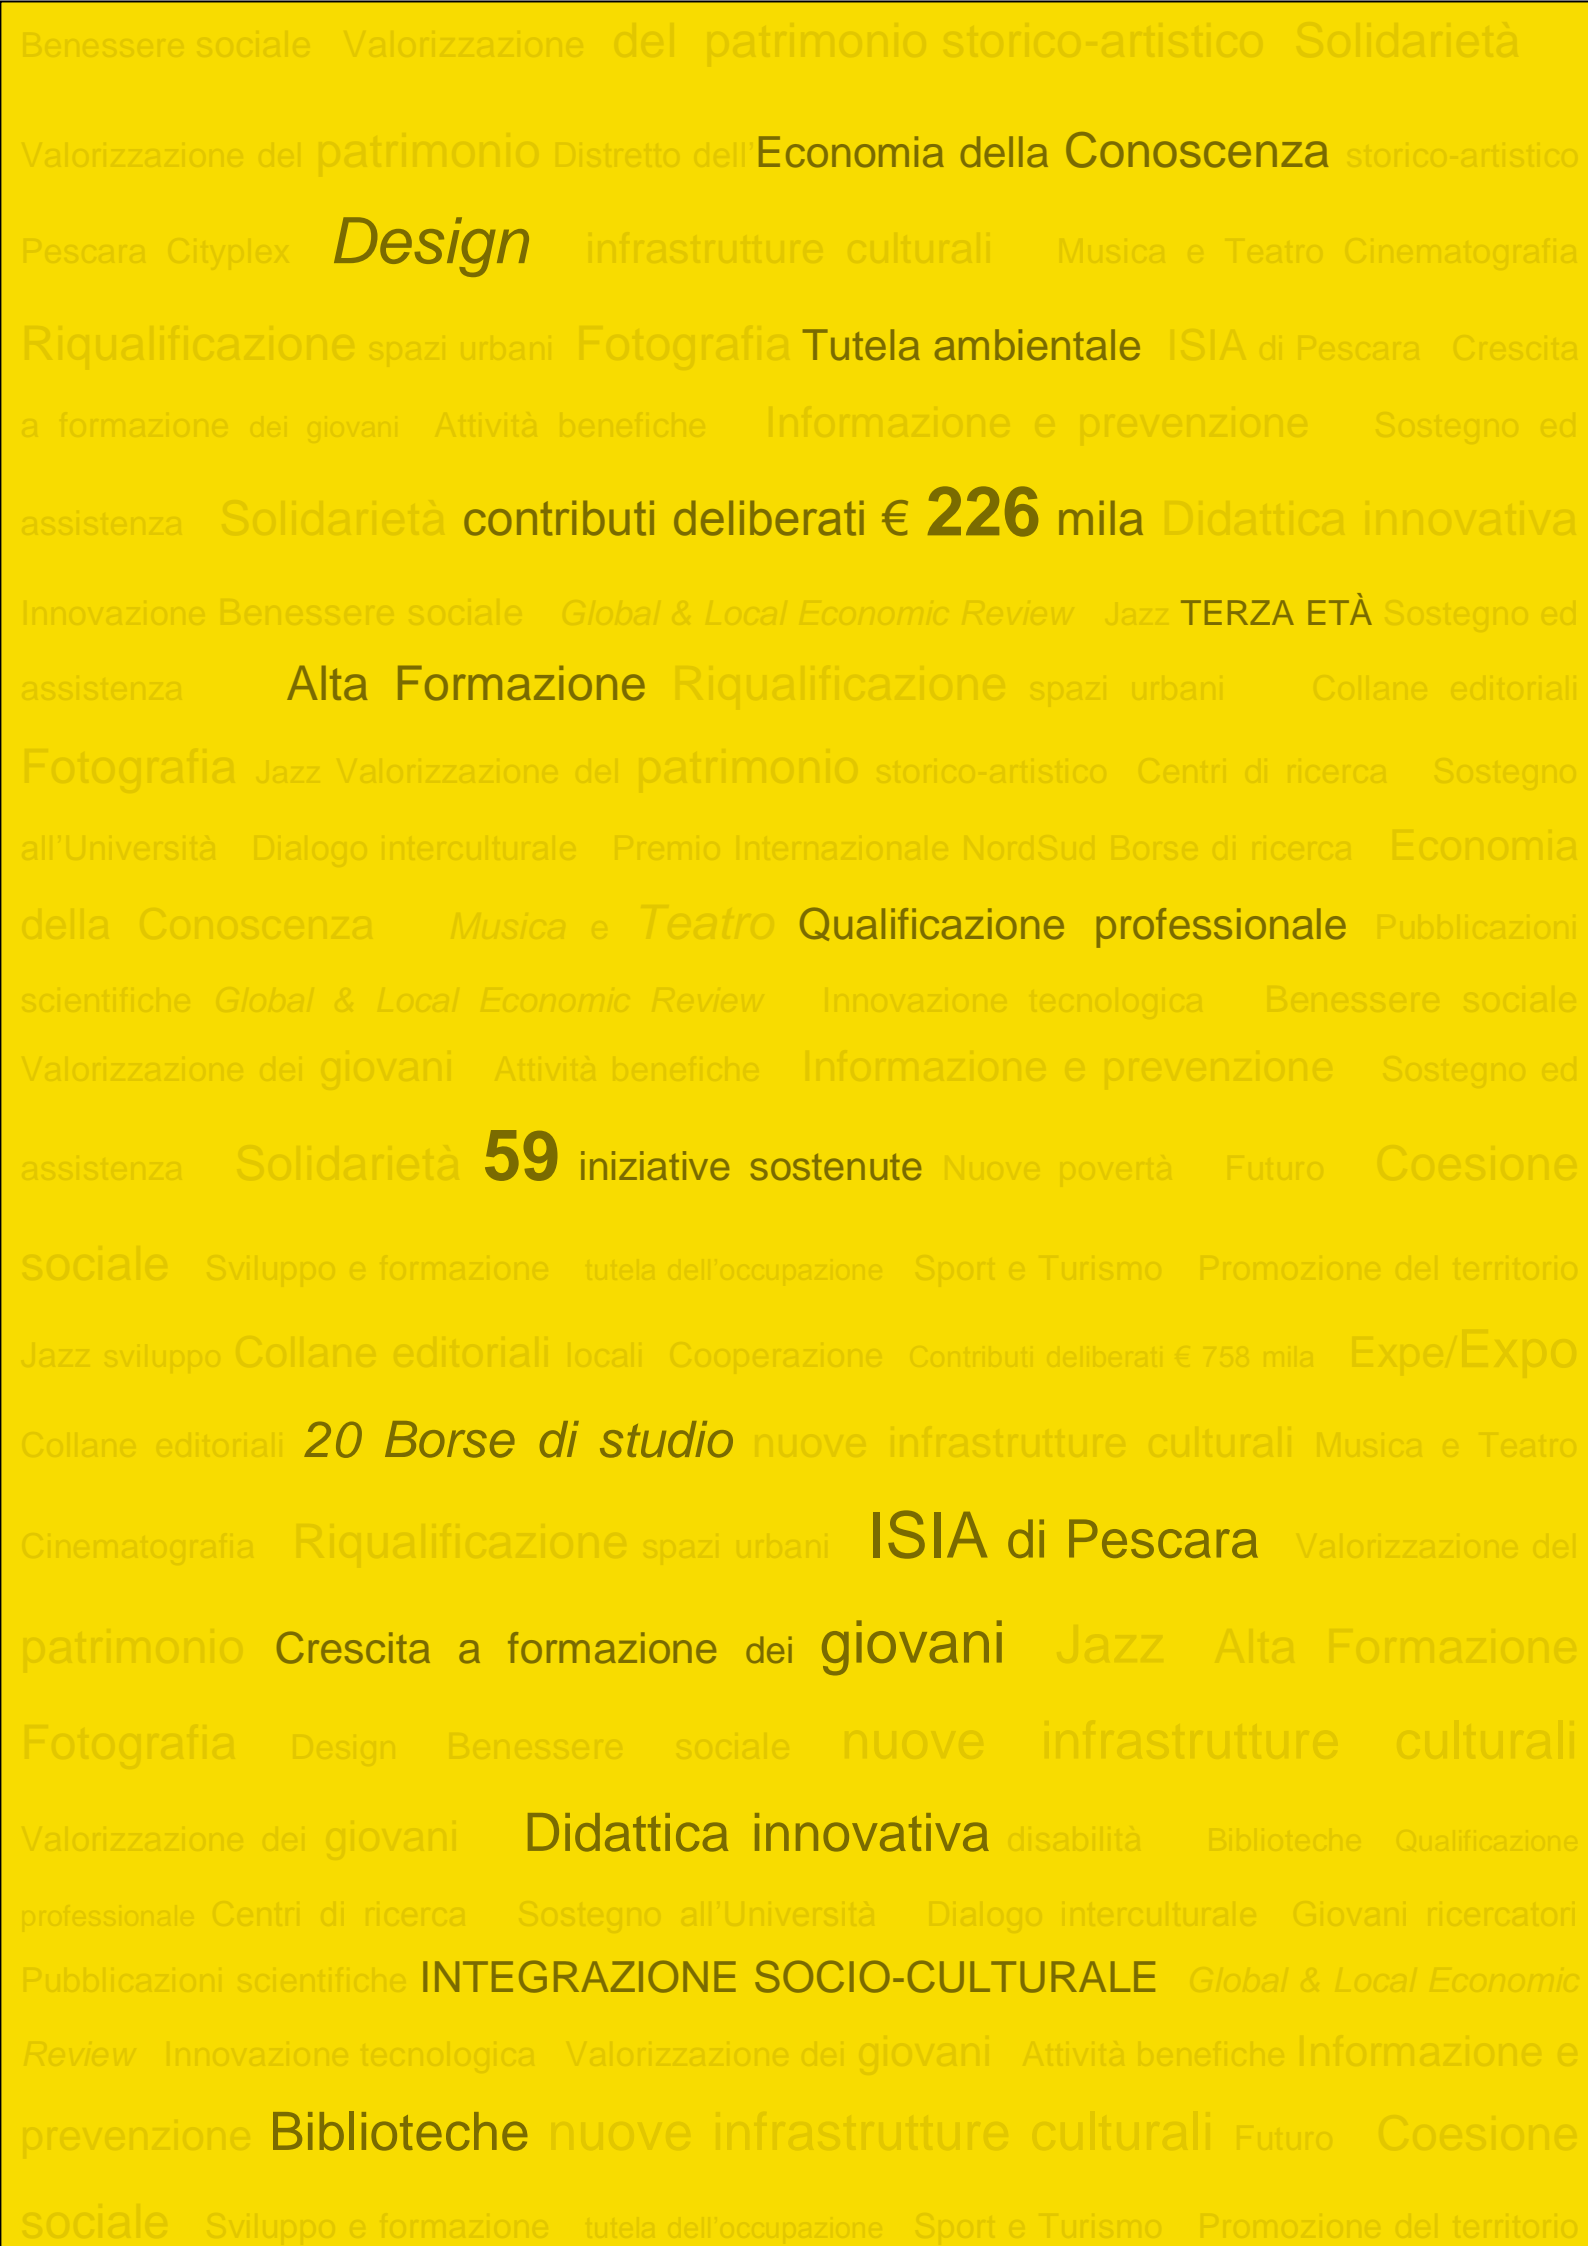 Benessere sociale Valorizzazione del patrimonio storico-artistico Solidarietà
Valorizzazione del patrimonio Distretto dell'Economia della Conoscenza storico-artistico
Pescara Cityplex Design infrastrutture culturali Musica e Teatro Cinematografia
Riqualificazione spazi urbani Fotografia Tutela ambientale ISIA di Pescara Crescita
a formazione dei giovani Attività benefiche Informazione e prevenzione Sostegno ed
assistenza Solidarietà contributi deliberati € 226 mila Didattica innovativa
Innovazione Benessere sociale Global & Local Economic Review Jazz TERZA ETÀ Sostegno ed
assistenza Alta Formazione Riqualificazione spazi urbani Collane editoriali
Fotografia Jazz Valorizzazione del patrimonio storico-artistico Centri di ricerca Sostegno
all'Università Dialogo interculturale Premio Internazionale NordSud Borse di ricerca Economia
della Conoscenza Musica e Teatro Qualificazione professionale Pubblicazioni
scientifiche Global & Local Economic Review Innovazione tecnologica Benessere sociale
Valorizzazione dei giovani Attività benefiche Informazione e prevenzione Sostegno ed
assistenza Solidarietà 59 iniziative sostenute Nuove povertà Futuro Coesione
sociale Sviluppo e formazione tutela dell'occupazione Sport e Turismo Promozione del territorio
Jazz sviluppo Collane editoriali locali Cooperazione Contributi deliberati € 758 mila Expe/Expo
Collane editoriali 20 Borse di studio nuove infrastrutture culturali Musica e Teatro
Cinematografia Riqualificazione spazi urbani ISIA di Pescara Valorizzazione del
patrimonio Crescita a formazione dei giovani Jazz Alta Formazione
Fotografia Design Benessere sociale nuove infrastrutture culturali
Valorizzazione dei giovani Didattica innovativa disabilità Biblioteche Qualificazione
professionale Centri di ricerca Sostegno all'Università Dialogo interculturale Giovani ricercatori
Pubblicazioni scientifiche INTEGRAZIONE SOCIO-CULTURALE Global & Local Economic
Review Innovazione tecnologica Valorizzazione dei giovani Attività benefiche Informazione e
prevenzione Biblioteche nuove infrastrutture culturali Futuro Coesione
sociale Sviluppo e formazione tutela dell'occupazione Sport e Turismo Promozione del territorio